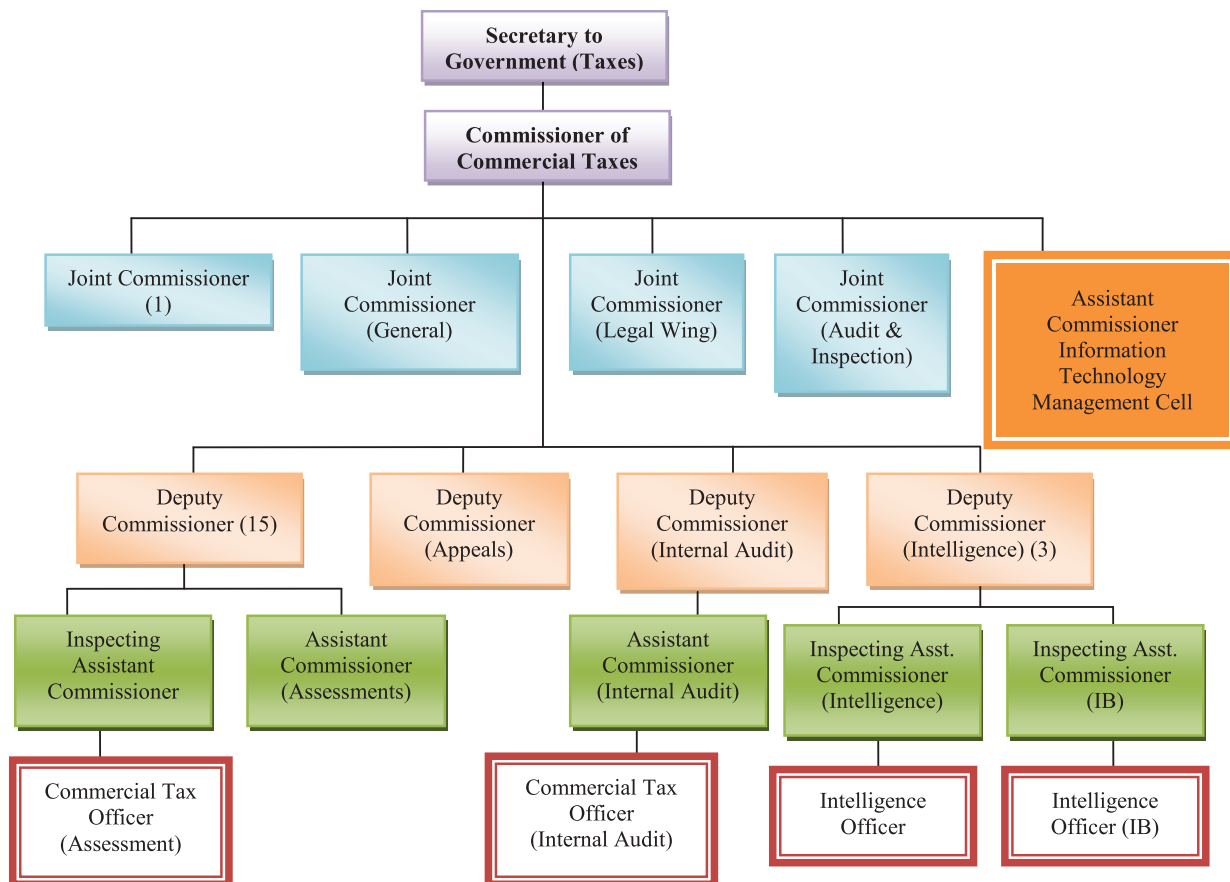 Secretary to
Government (Taxes)
Commissioner of
Commercial Taxes
Joint Commissioner
(1)
Joint
Commissioner
(General)
Joint
Commissioner
(Legal Wing)
Joint
Commissioner
(Audit &
Inspection)
Assistant
Commissioner
Information
Technology
Management Cell
Deputy
Commissioner (15)
Deputy
Commissioner
(Appeals)
Deputy
Commissioner
(Internal Audit)
Deputy
Commissioner
(Intelligence) (3)
Inspecting
Assistant
Commissioner
Assistant
Commissioner
(Assessments)
Assistant
Commissioner
(Internal Audit)
Inspecting Asst.
Commissioner
(Intelligence)
Inspecting Asst.
Commissioner
(IB)
Commercial Tax
Officer
(Assessment)
Commercial Tax
Officer
(Internal Audit)
Intelligence
Officer
Intelligence
Officer (IB)